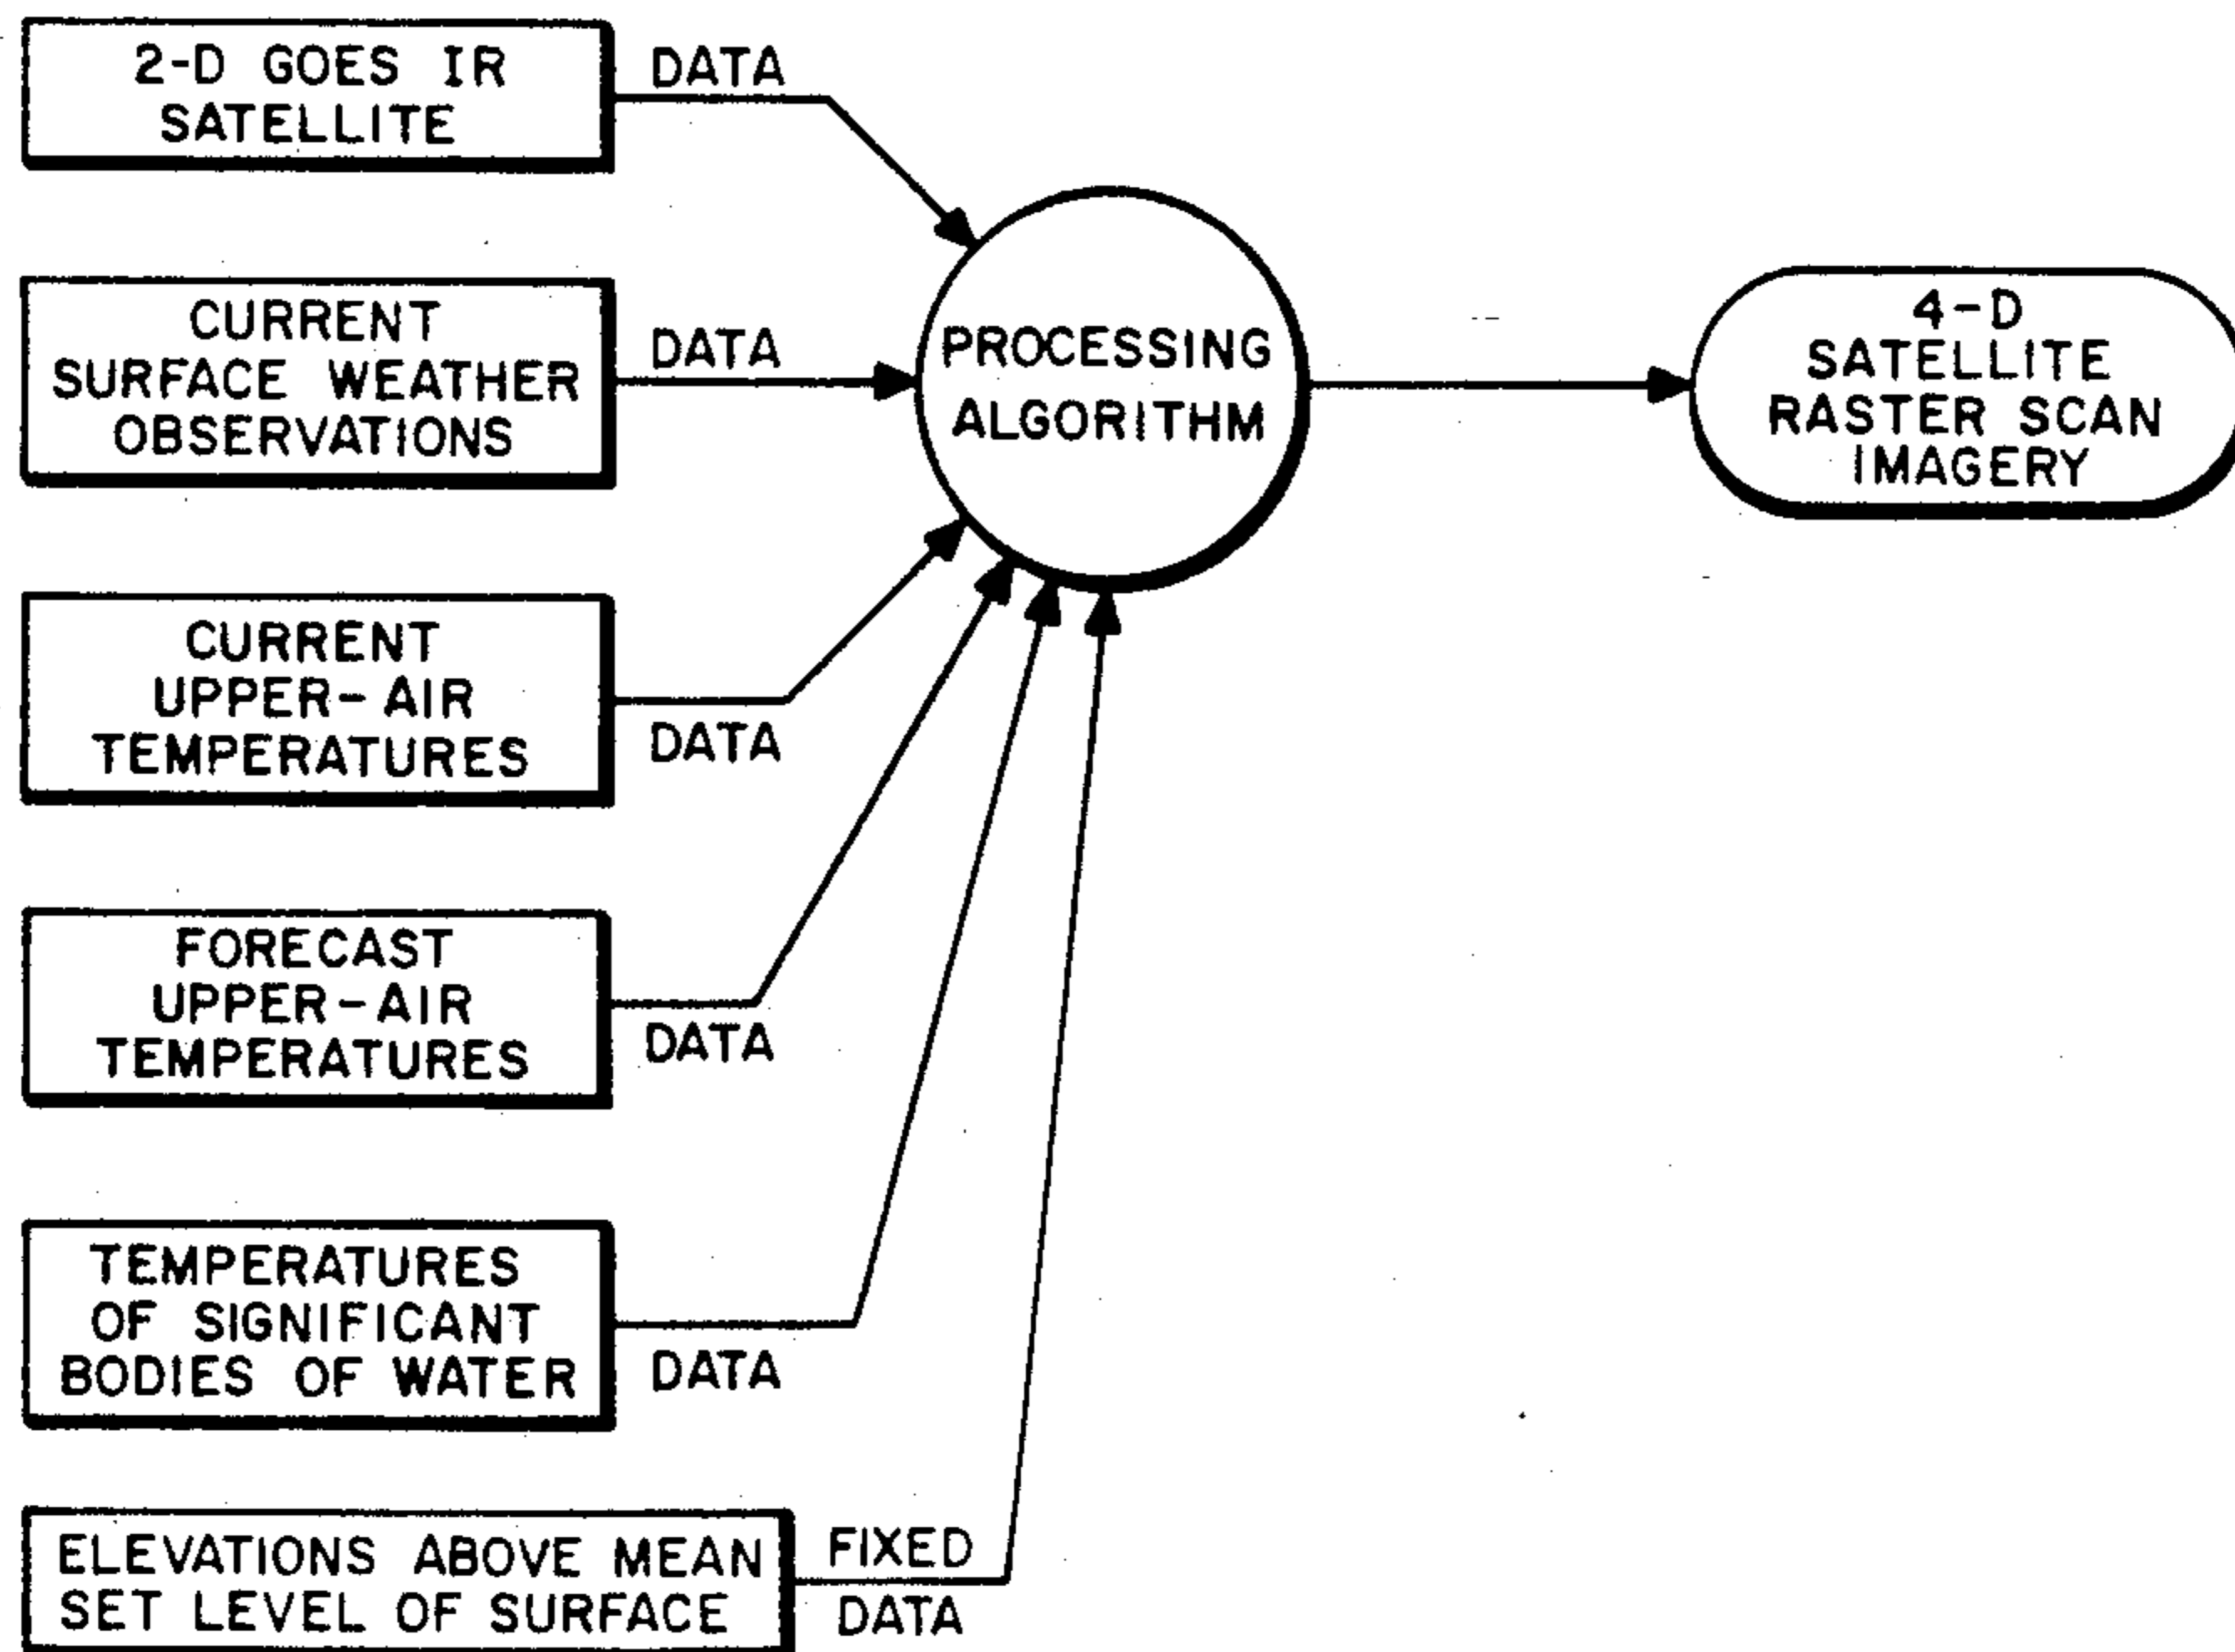 2-D GOES IR
SATELLITE
DATA
CURRENT
SURFACE WEATHER
OBSERVATIONS
DATA
PROCESSING
ALGORITHM
4-D
SATELLITE
RASTER SCAN
IMAGERY
CURRENT
UPPER-AIR
TEMPERATURES
DATA
FORECAST
UPPER-AIR
TEMPERATURES
DATA
TEMPERATURES
OF SIGNIFICANT
BODIES OF WATER
DATA
ELEVATIONS ABOVE MEAN
SET LEVEL OF SURFACE
FIXED
DATA